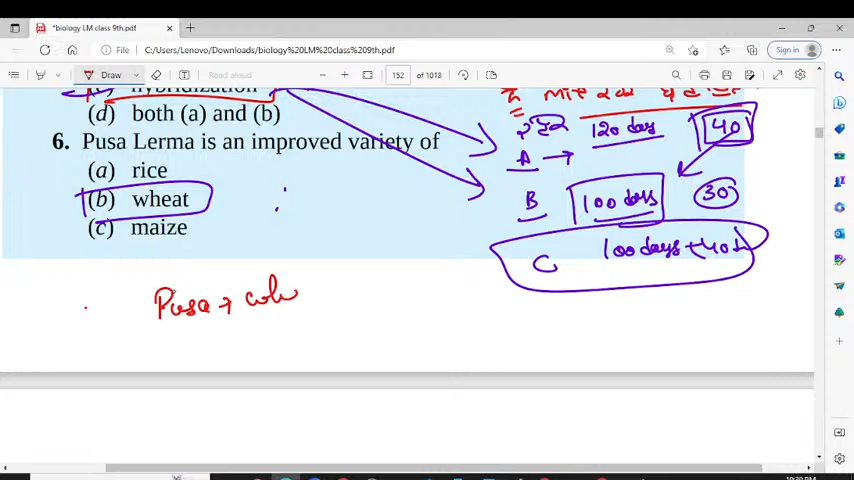 *biology LM class 9th.pdf
File
C:/Users/Lenovo/Downloads/biology%20LM%20class%209th.pdf
Sign in
Draw
Read aloud
152 of 1018
hybridization
(d) both (a) and (b)
6. Pusa Lerma is an improved variety of
(a) rice
(b) wheat
(c) maize
120 days 40
A →
B 100 days 30
C 100 days + 40
Pusa →